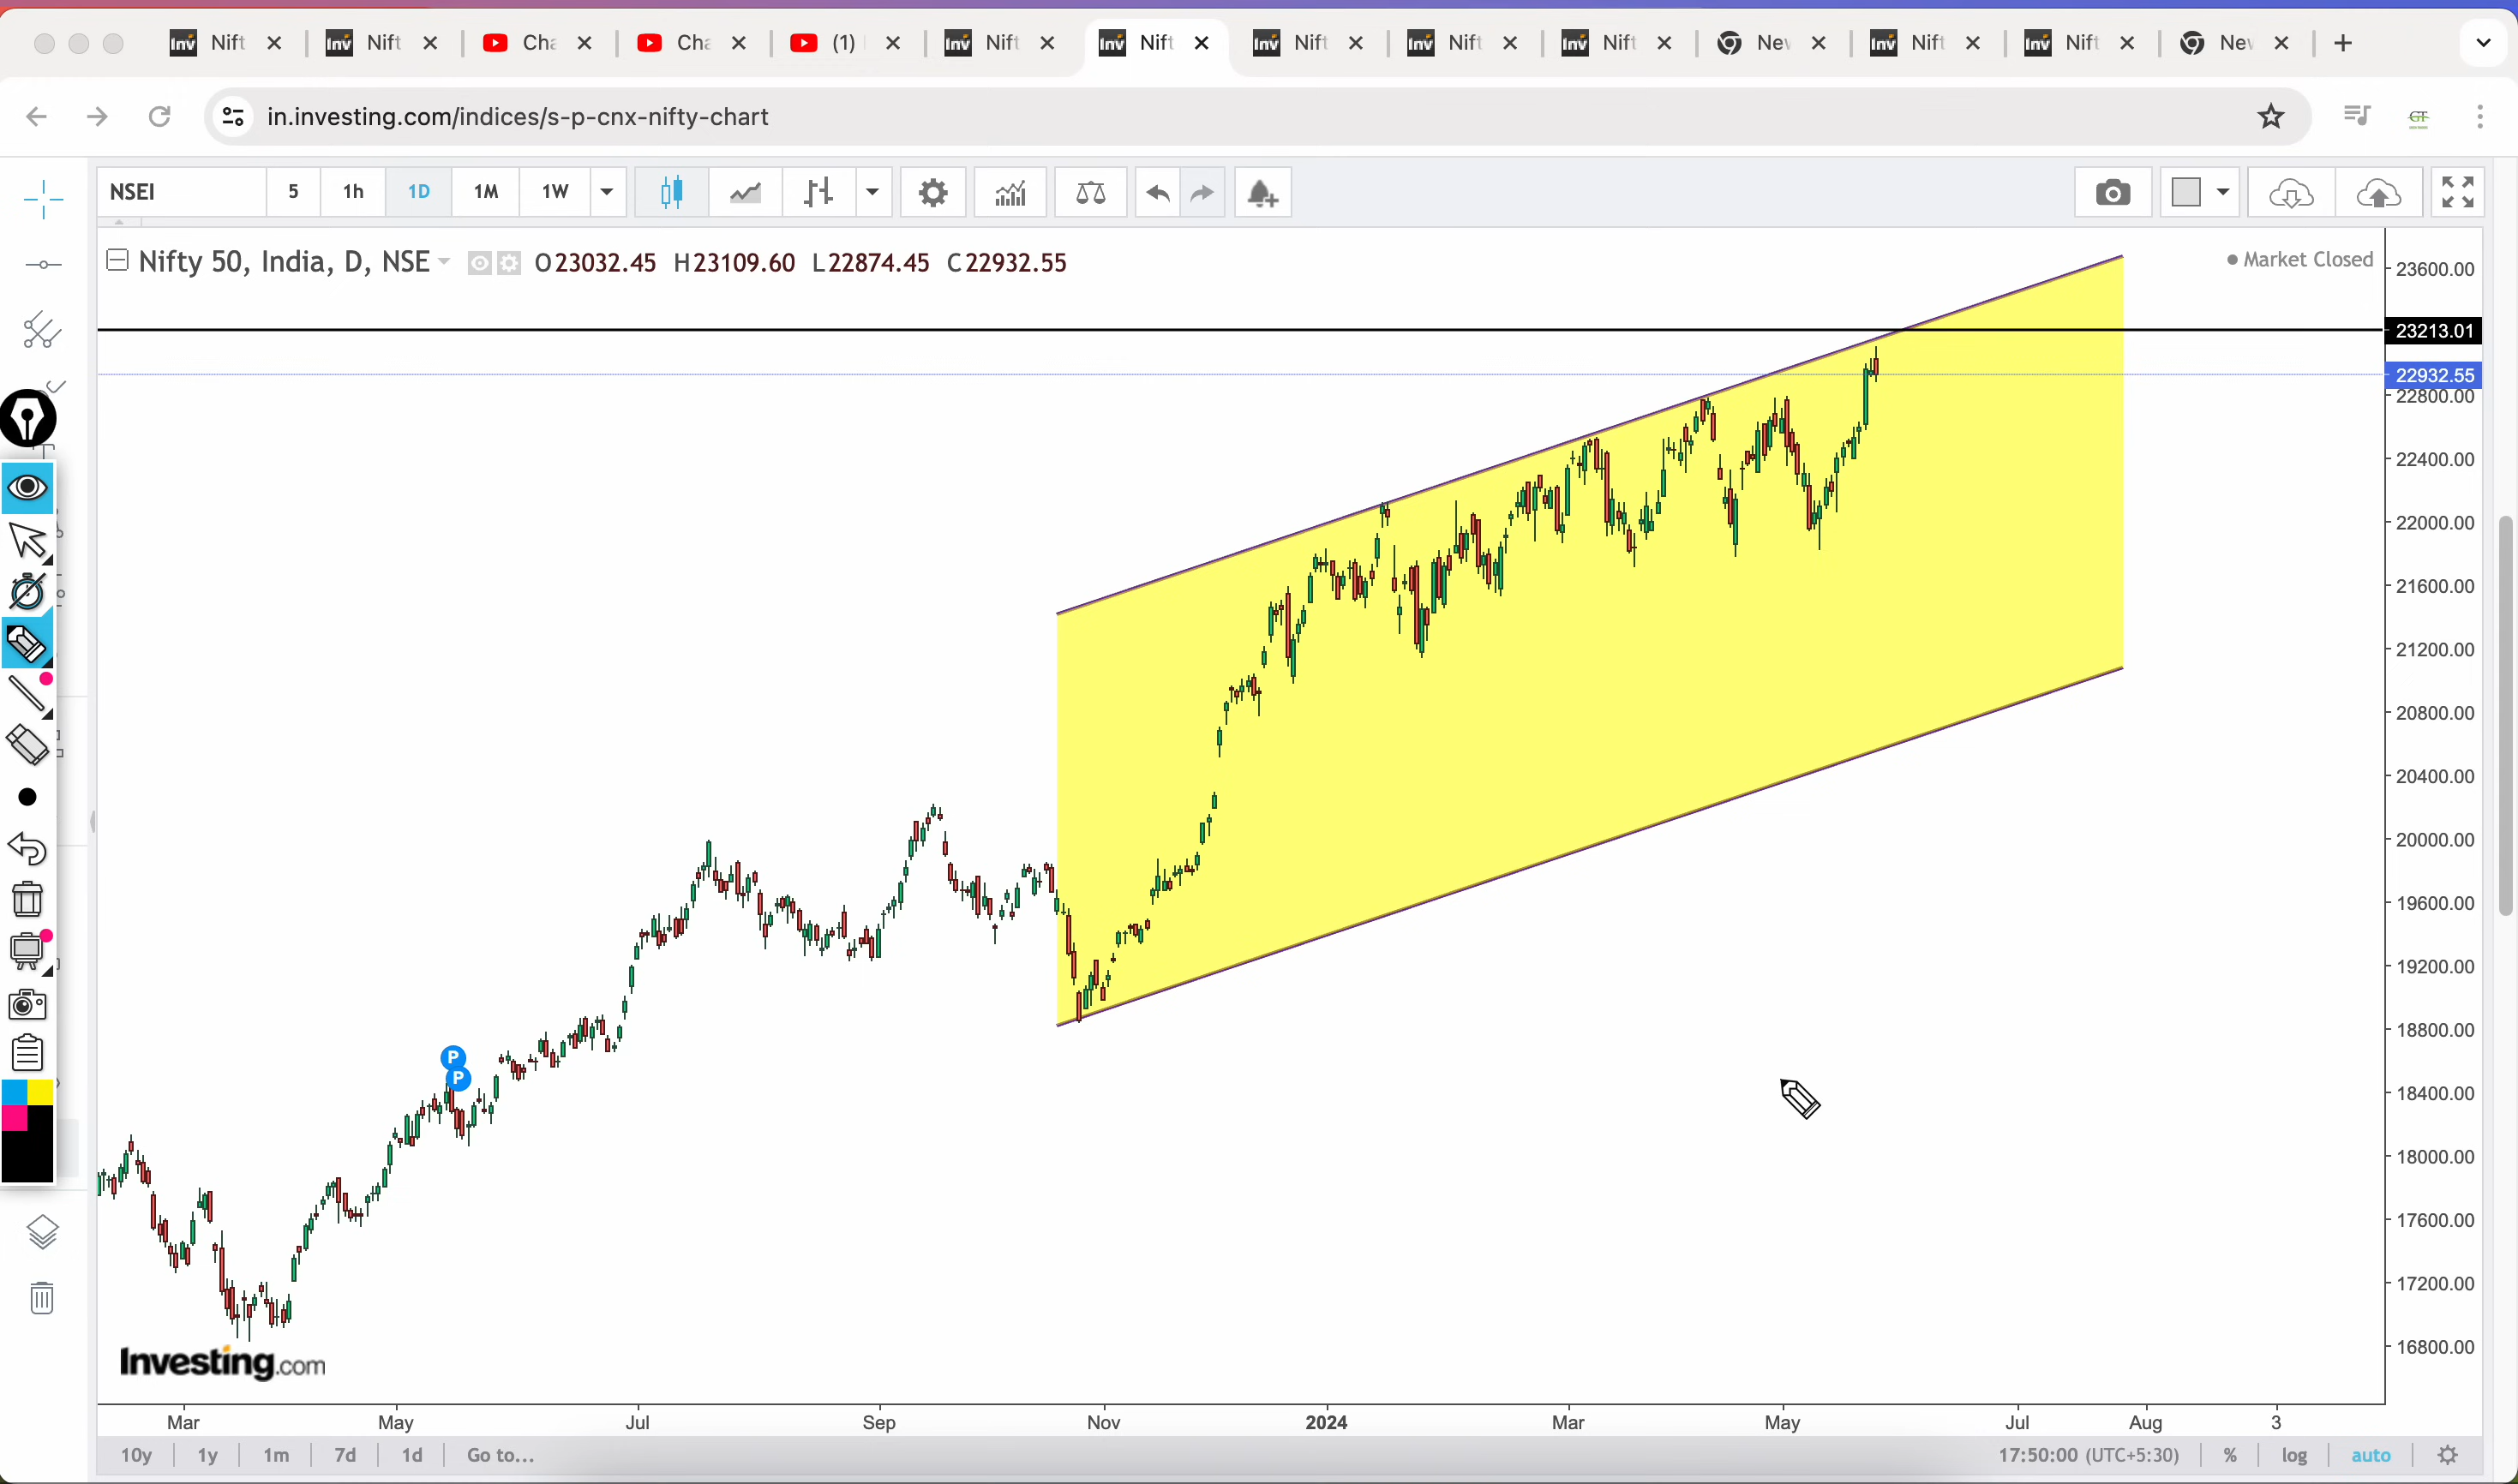 Nift Nift Cha Cha (1) Nift Nift Nift Nift Nift Nev Nift Nift Nev
in.investing.com/indices/s-p-cnx-nifty-chart GT
NSEI 5 1h 1D 1M 1W
Nifty 50, India, D, NSE O23032.45 H23109.60 L22874.45 C22932.55
Market Closed
23600.00
23213.01
22932.55
22800.00
22400.00
22000.00
21600.00
21200.00
20800.00
20400.00
20000.00
19600.00
19200.00
18800.00
P
P
18400.00
18000.00
17600.00
17200.00
16800.00
Investing.com
Mar May Jul Sep Nov 2024 Mar May Jul Aug 3
10y 1y 1m 7d 1d Go to... 17:50:00 (UTC+5:30) % log auto